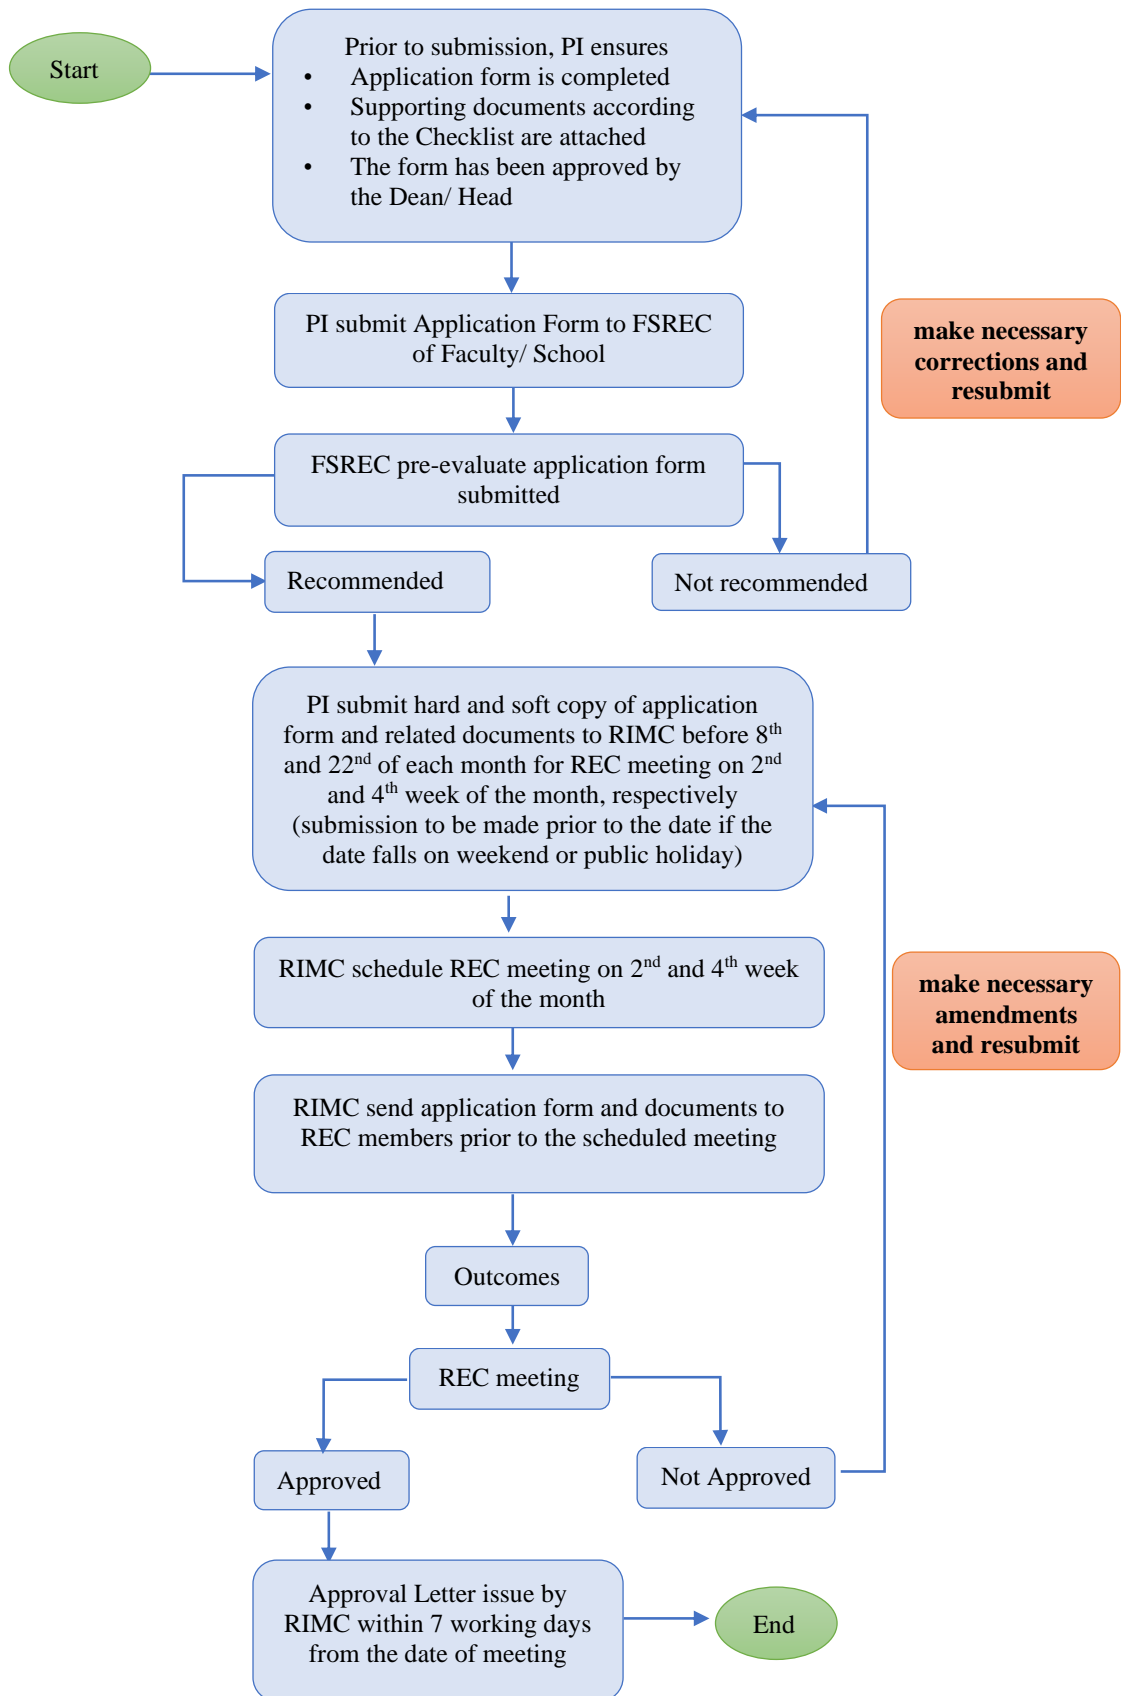 Start
Prior to submission, PI ensures
• Application form is completed
• Supporting documents according
to the Checklist are attached
• The form has been approved by
the Dean/ Head
PI submit Application Form to FSREC
of Faculty/ School
make necessary
corrections and
resubmit
FSREC pre-evaluate application form
submitted
Recommended
Not recommended
PI submit hard and soft copy of application
form and related documents to RIMC before 8th
and 22nd of each month for REC meeting on 2nd
and 4th week of the month, respectively
(submission to be made prior to the date if the
date falls on weekend or public holiday)
RIMC schedule REC meeting on 2nd and 4th week
of the month
make necessary
amendments
and resubmit
RIMC send application form and documents to
REC members prior to the scheduled meeting
Outcomes
REC meeting
Approved
Not Approved
Approval Letter issue by
RIMC within 7 working days
from the date of meeting
End